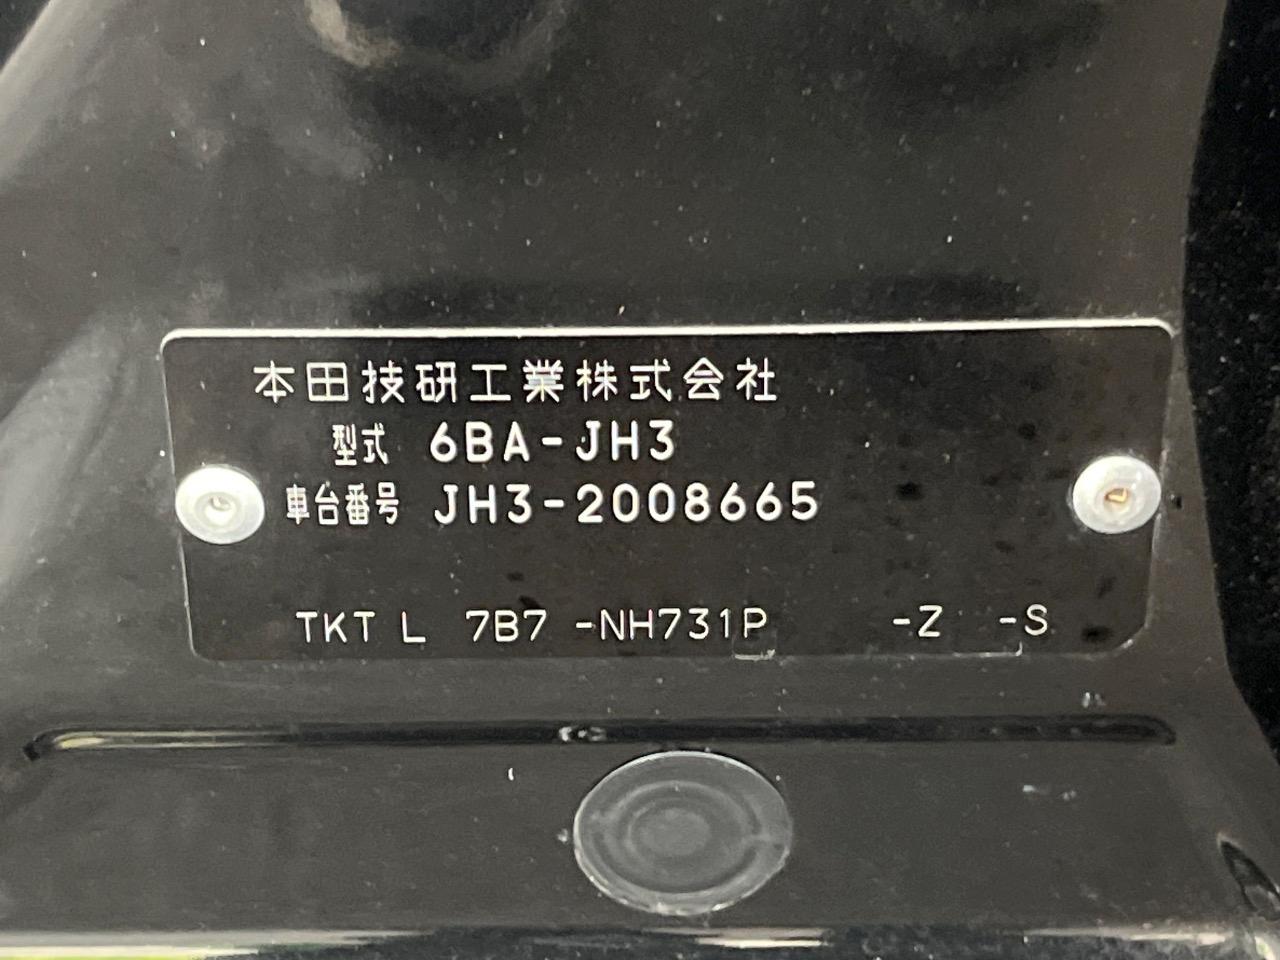 本田技研工業株式会社
型式 6BA-JH3
車台番号 JH3-2008665
TKT L 7B7 -NH731P -Z -S